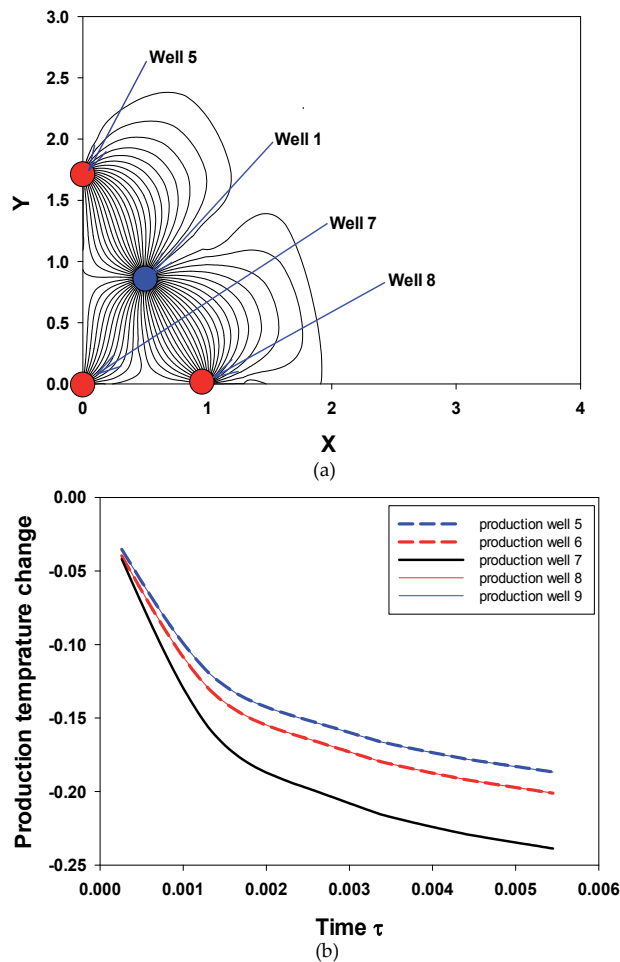 3.0
Well 5
2.5
2.0
Well 1
Y
1.5
Well 7
1.0
Well 8
0.5
0.0
0 1 2 3 4
X
(a)
0.00
production well 5
production well 6
production well 7
production well 8
production well 9
-0.05
-0.10
-0.15
-0.20
-0.25
Production temprature change
0.000 0.001 0.002 0.003 0.004 0.005 0.006
Time τ
(b)